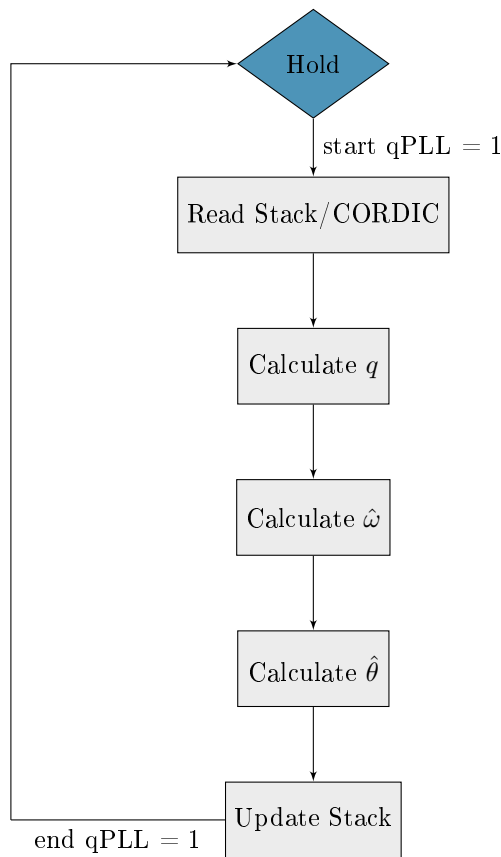 Hold
start qPLL = 1
Read Stack/CORDIC
Calculate q
Calculate ω̂
Calculate θ̂
Update Stack
end qPLL = 1